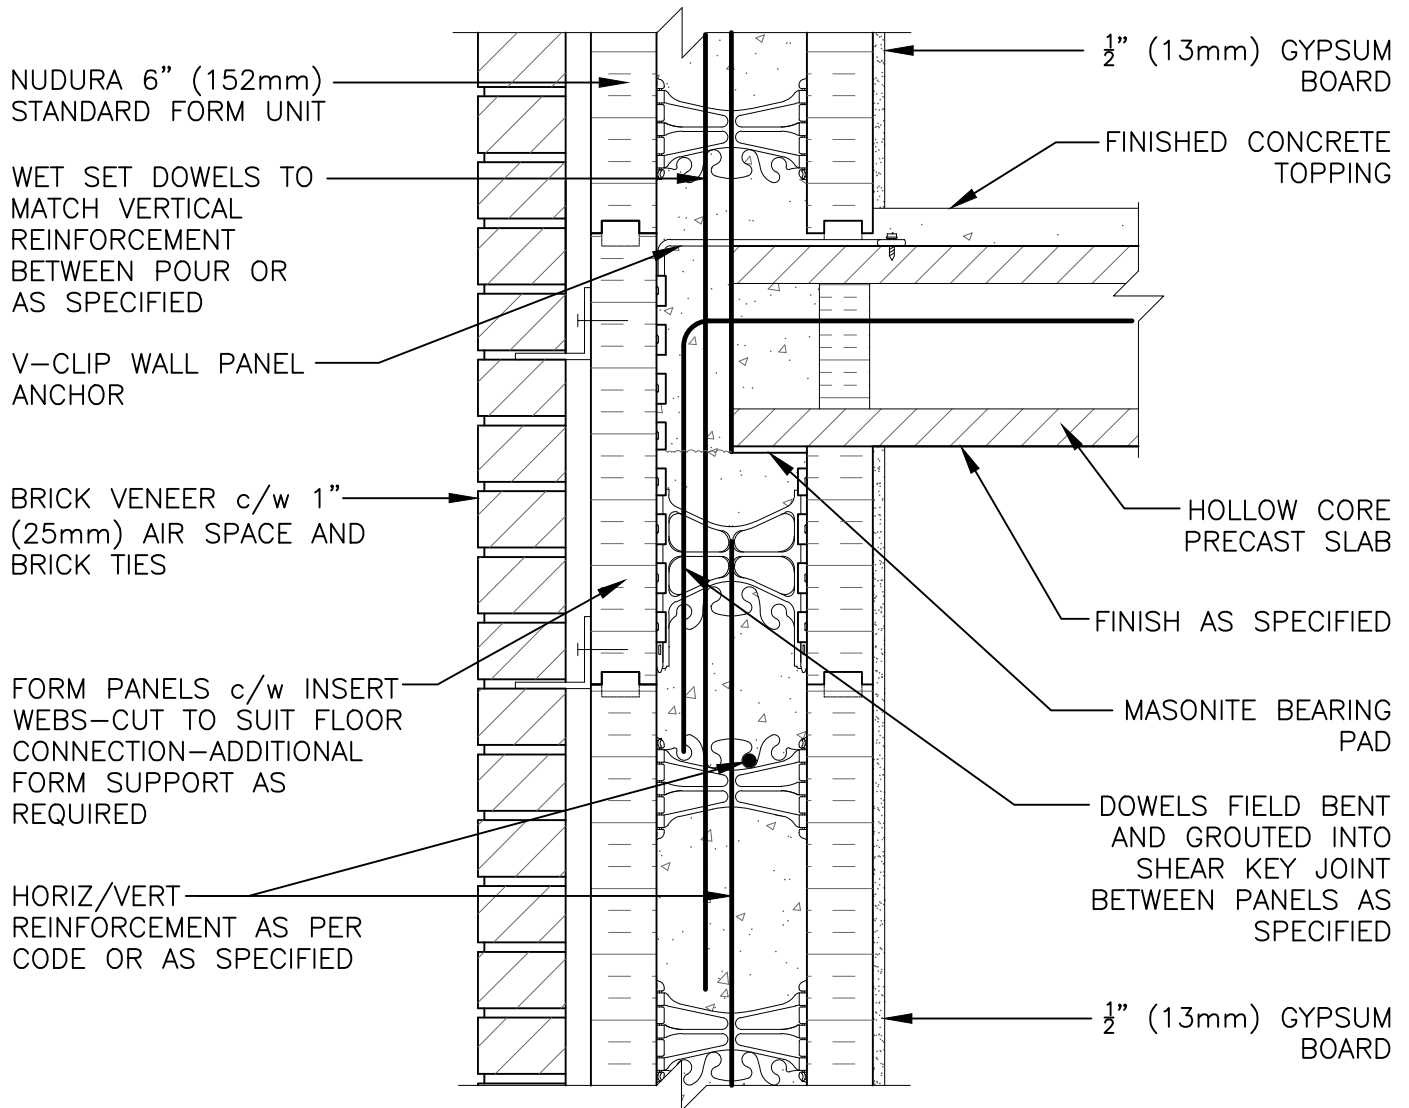 NUDURA 6” (152mm)
STANDARD FORM UNIT
WET SET DOWELS TO
MATCH VERTICAL
REINFORCEMENT
BETWEEN POUR OR
AS SPECIFIED
V-CLIP WALL PANEL
ANCHOR
BRICK VENEER c/w 1”
(25mm) AIR SPACE AND
BRICK TIES
FORM PANELS c/w INSERT
WEBS-CUT TO SUIT FLOOR
CONNECTION-ADDITIONAL
FORM SUPPORT AS
REQUIRED
HORIZ/VERT
REINFORCEMENT AS PER
CODE OR AS SPECIFIED
½” (13mm) GYPSUM
BOARD
FINISHED CONCRETE
TOPPING
HOLLOW CORE
PRECAST SLAB
FINISH AS SPECIFIED
MASONITE BEARING
PAD
DOWELS FIELD BENT
AND GROUTED INTO
SHEAR KEY JOINT
BETWEEN PANELS AS
SPECIFIED
½” (13mm) GYPSUM
BOARD